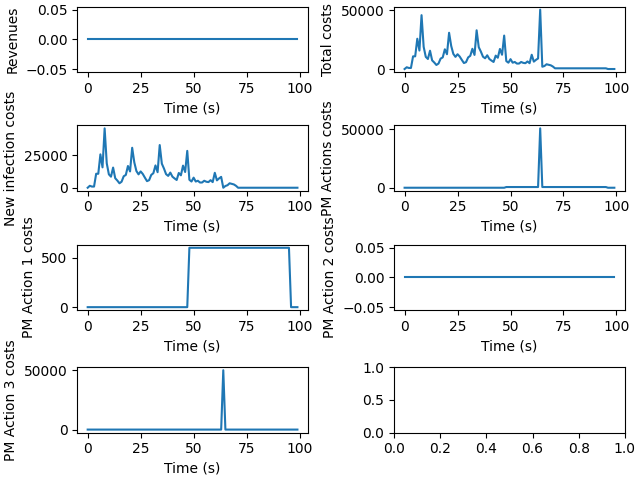 Revenues
0.05
0.00
−0.05
0 25 50 75 100
Time (s)
Total costs
50000
0
0 25 50 75 100
Time (s)
New infection costs
25000
0
0 25 50 75 100
Time (s)
PM Actions costs
50000
0
0 25 50 75 100
Time (s)
PM Action 1 costs
500
0
0 25 50 75 100
Time (s)
PM Action 2 costs
0.05
0.00
−0.05
0 25 50 75 100
Time (s)
PM Action 3 costs
50000
0
0 25 50 75 100
Time (s)
1.0
0.5
0.0
0.0 0.2 0.4 0.6 0.8 1.0